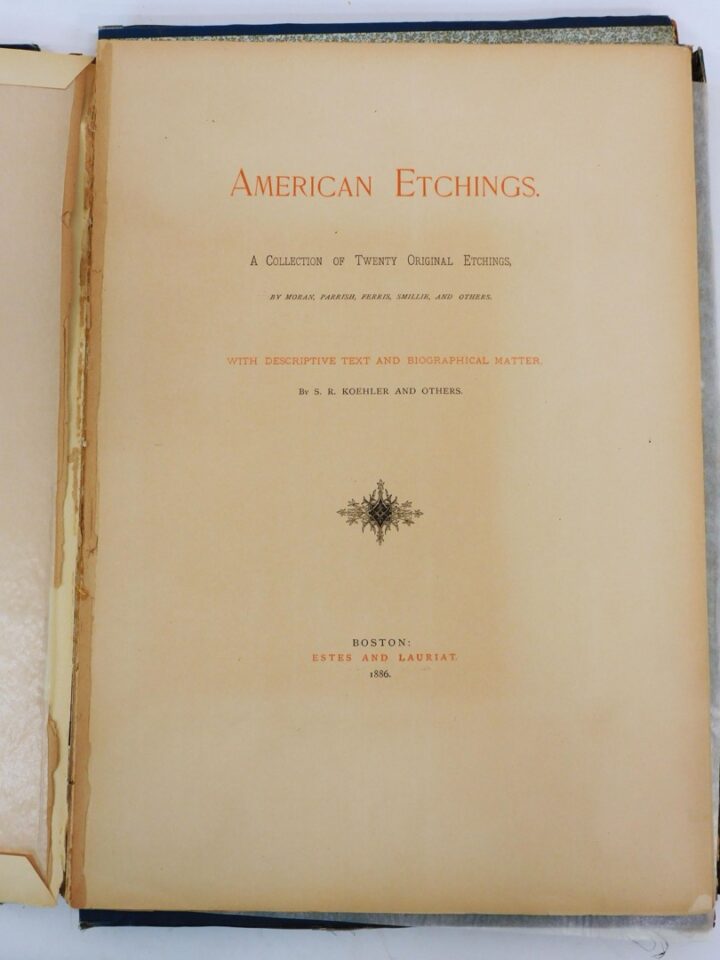 AMERICAN ETCHINGS.
A COLLECTION OF TWENTY ORIGINAL ETCHINGS,
BY MORAN, PARRISH, FERRIS, SMILLIE, AND OTHERS.
WITH DESCRIPTIVE TEXT AND BIOGRAPHICAL MATTER,
By S. R. KOEHLER AND OTHERS.
BOSTON:
ESTES AND LAURIAT.
1886.